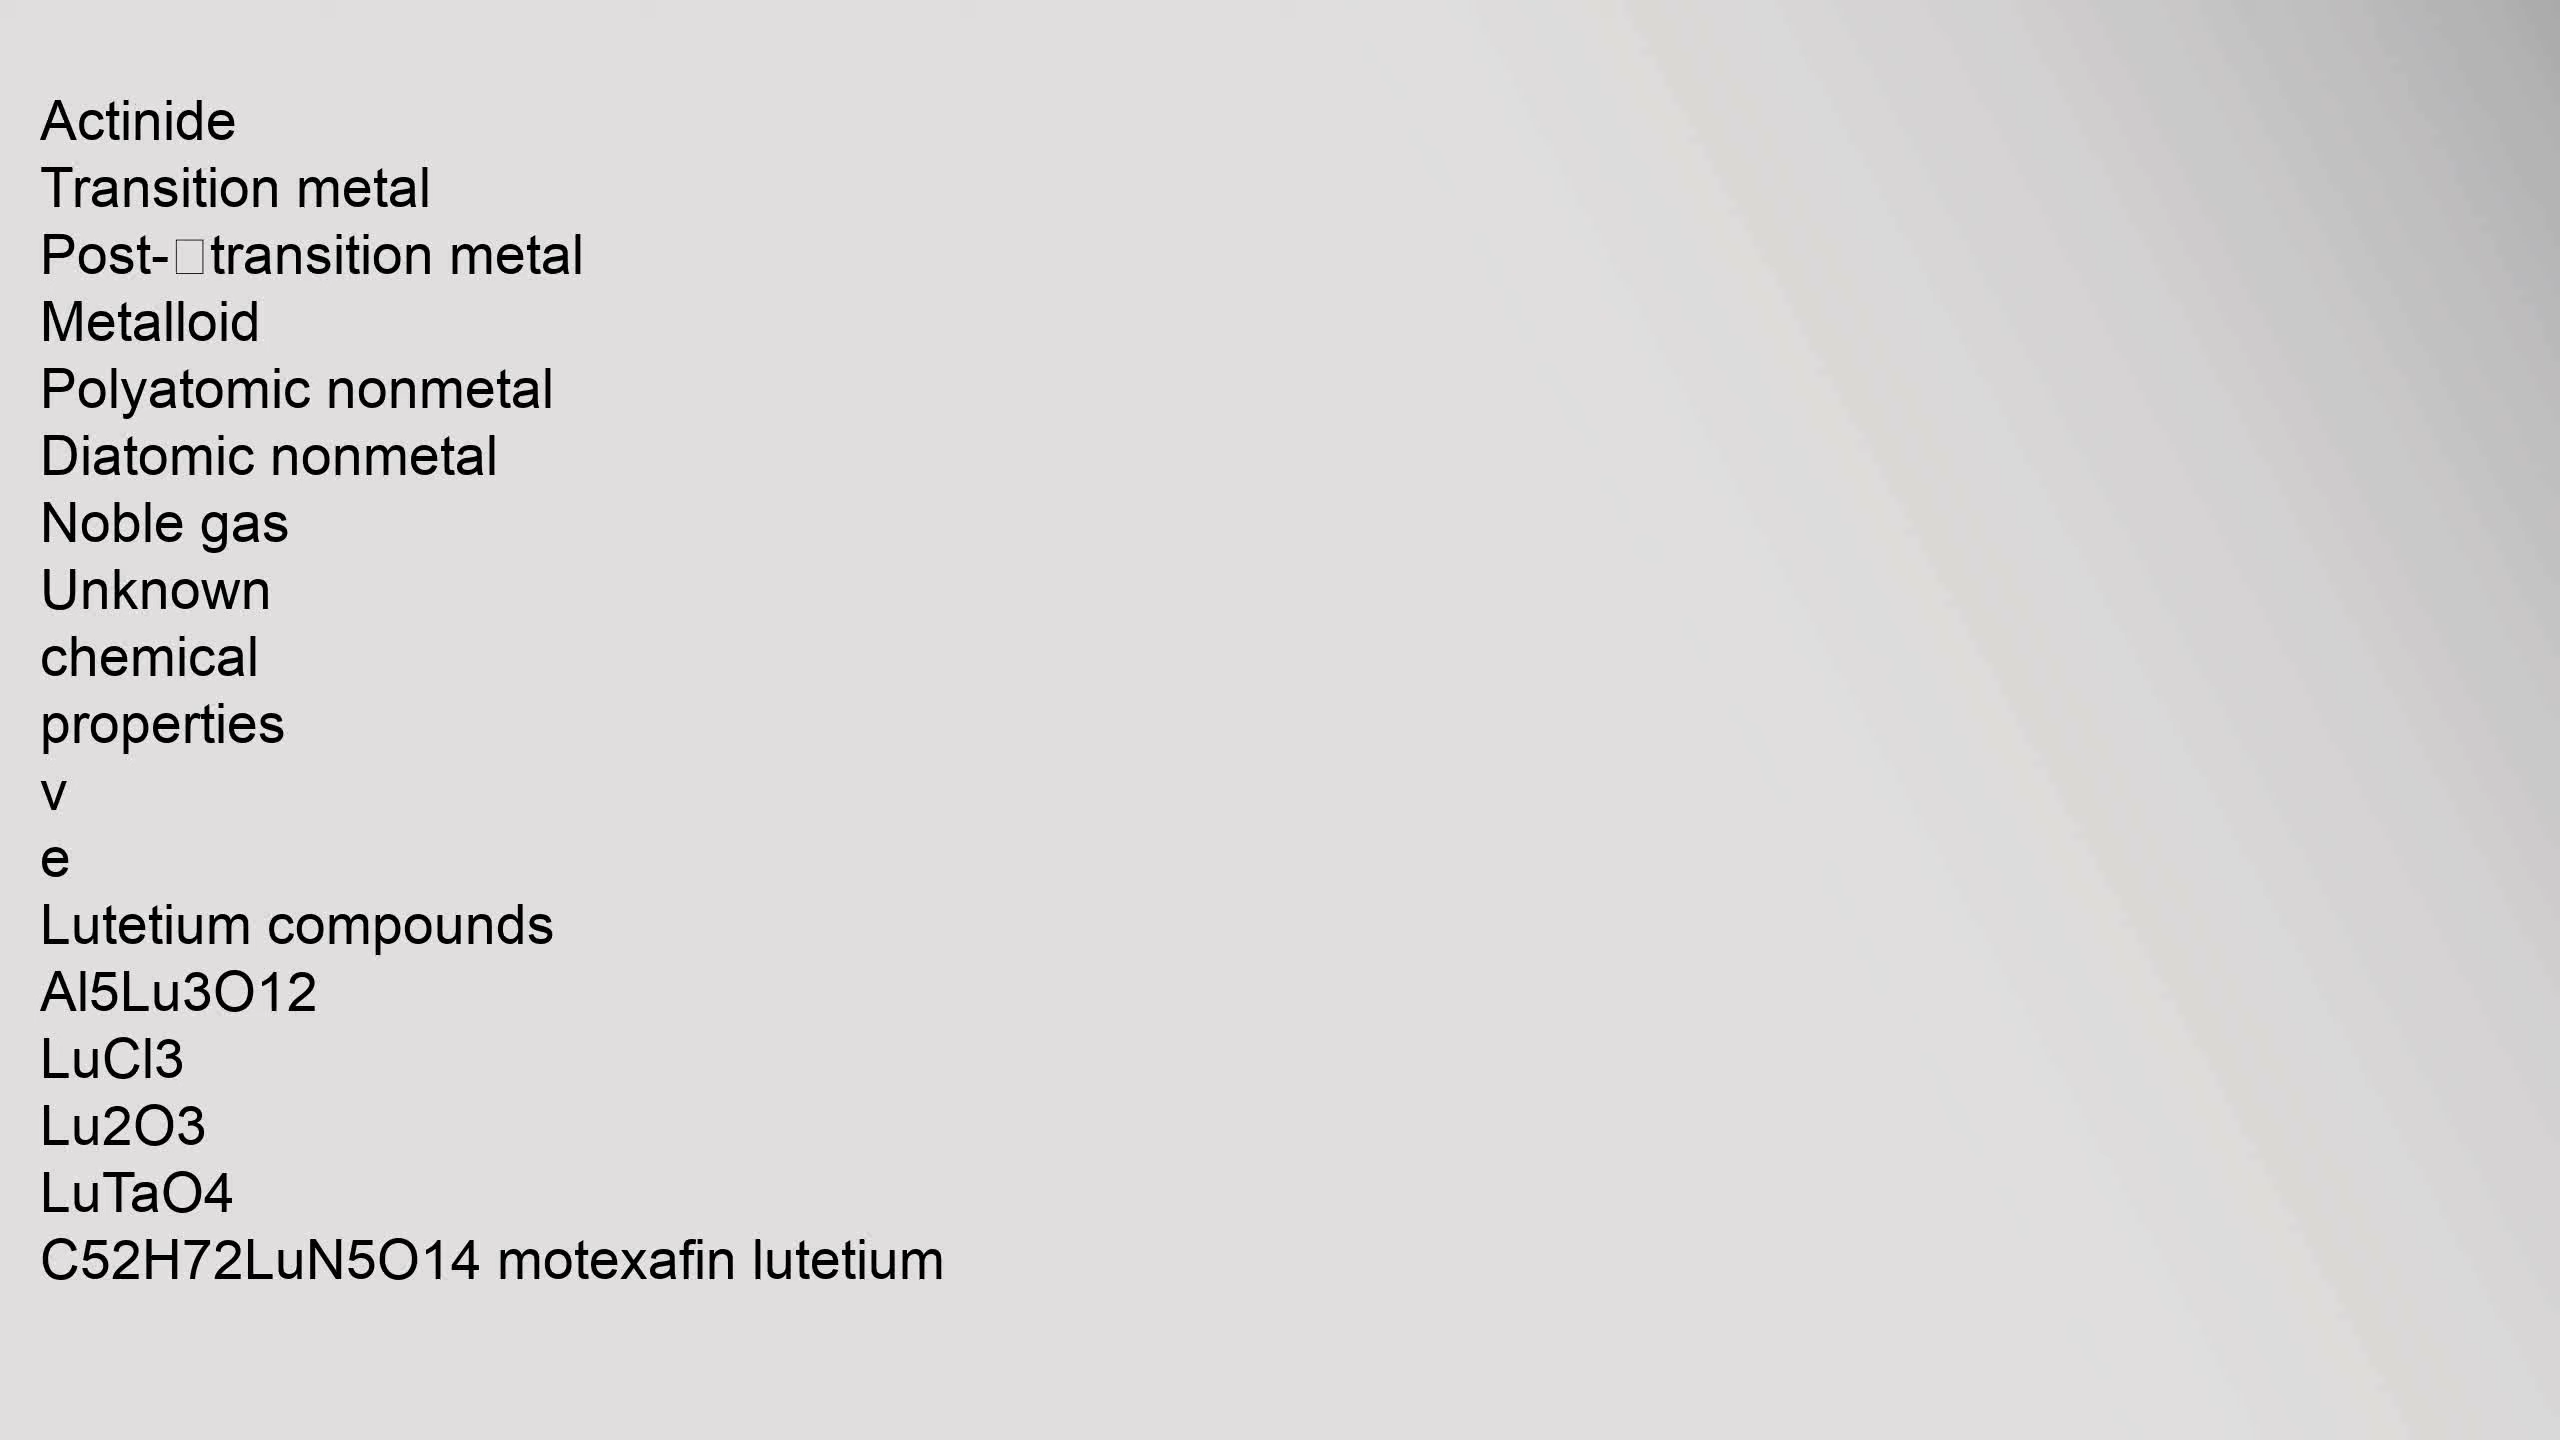 Actinide
Transition metal
Post-□transition metal
Metalloid
Polyatomic nonmetal
Diatomic nonmetal
Noble gas
Unknown
chemical
properties
v
e
Lutetium compounds
Al5Lu3O12
LuCl3
Lu2O3
LuTaO4
C52H72LuN5O14 motexafin lutetium